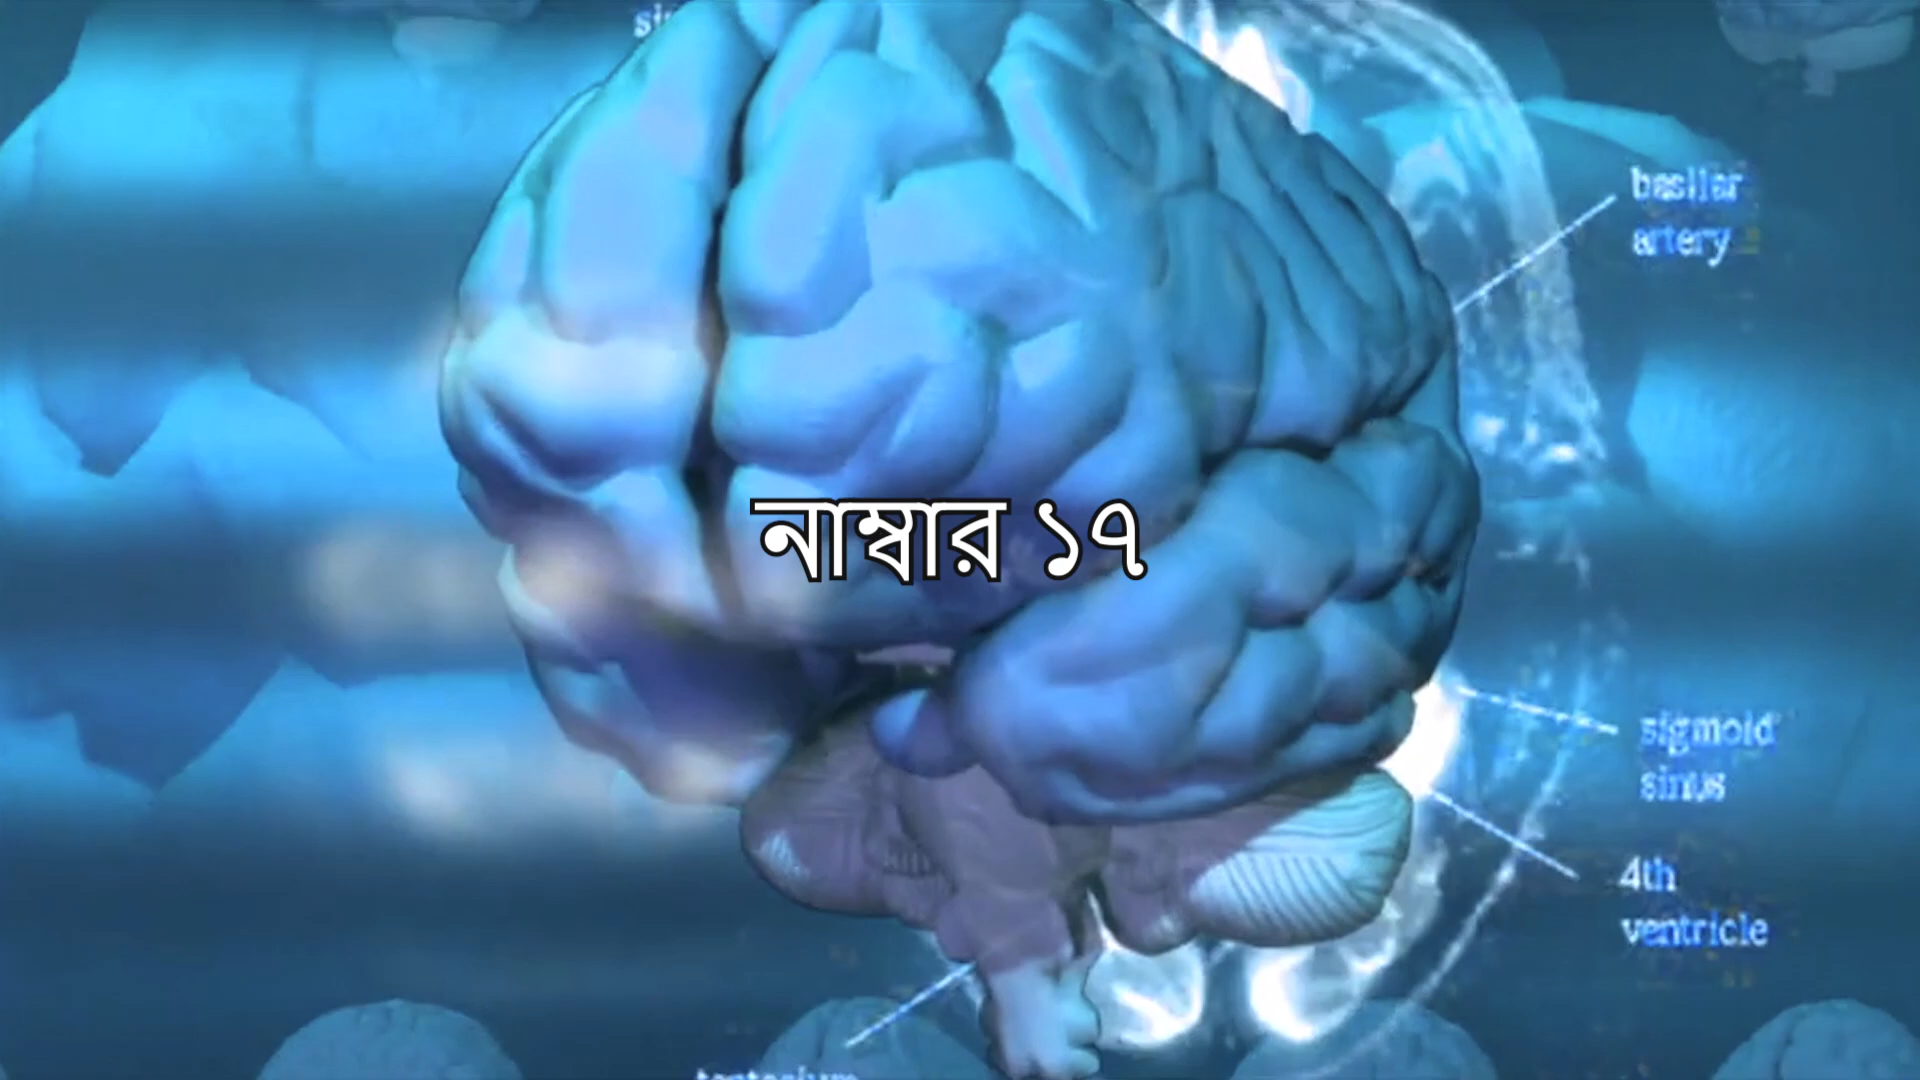 basilar
artery
নাম্বার ১৭
sigmoid
sinus
4th
ventricle